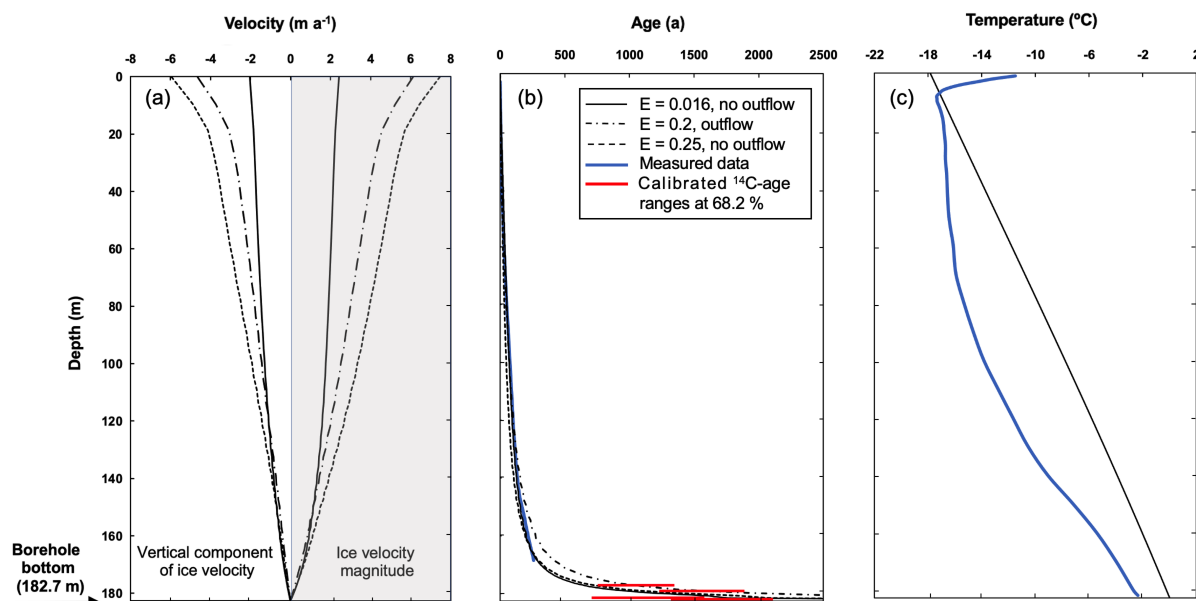 Velocity (m a⁻¹)
-8 -6 -4 -2 0 2 4 6 8
Depth (m)
0
20
40
60
80
100
120
140
160
180
(a)
Vertical component
of ice velocity
Ice velocity
magnitude
Borehole
bottom
(182.7 m)
Age (a)
0 500 1000 1500 2000 2500
(b)
E = 0.016, no outflow
E = 0.2, outflow
E = 0.25, no outflow
Measured data
Calibrated ¹⁴C-age
ranges at 68.2 %
Temperature (ºC)
-22 -18 -14 -10 -6 -2 2
(c)